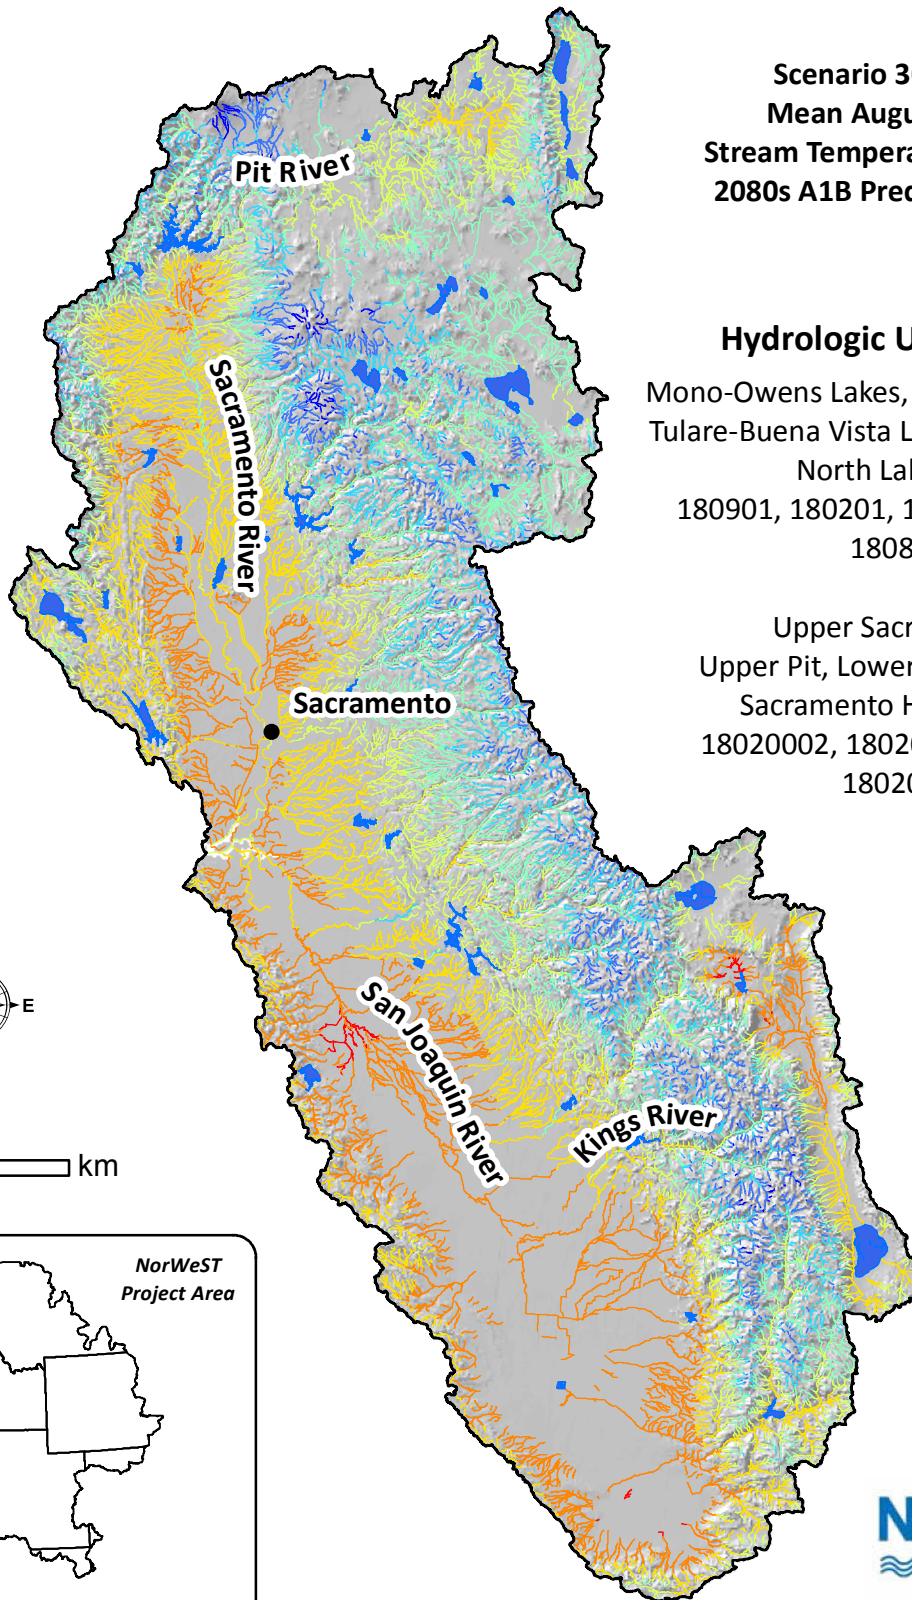 Scenario 3
Mean Augu
Stream Tempera
2080s A1B Pred
Pit River
Hydrologic U
Mono-Owens Lakes,
Tulare-Buena Vista L
North Lal
180901, 180201, 1
1808
Sacramento River
Upper Sacr
Upper Pit, Lower
Sacramento H
18020002, 1802
18020
Sacramento
E
San Joaquin River
Kings River
km
NorWeST
Project Area
N